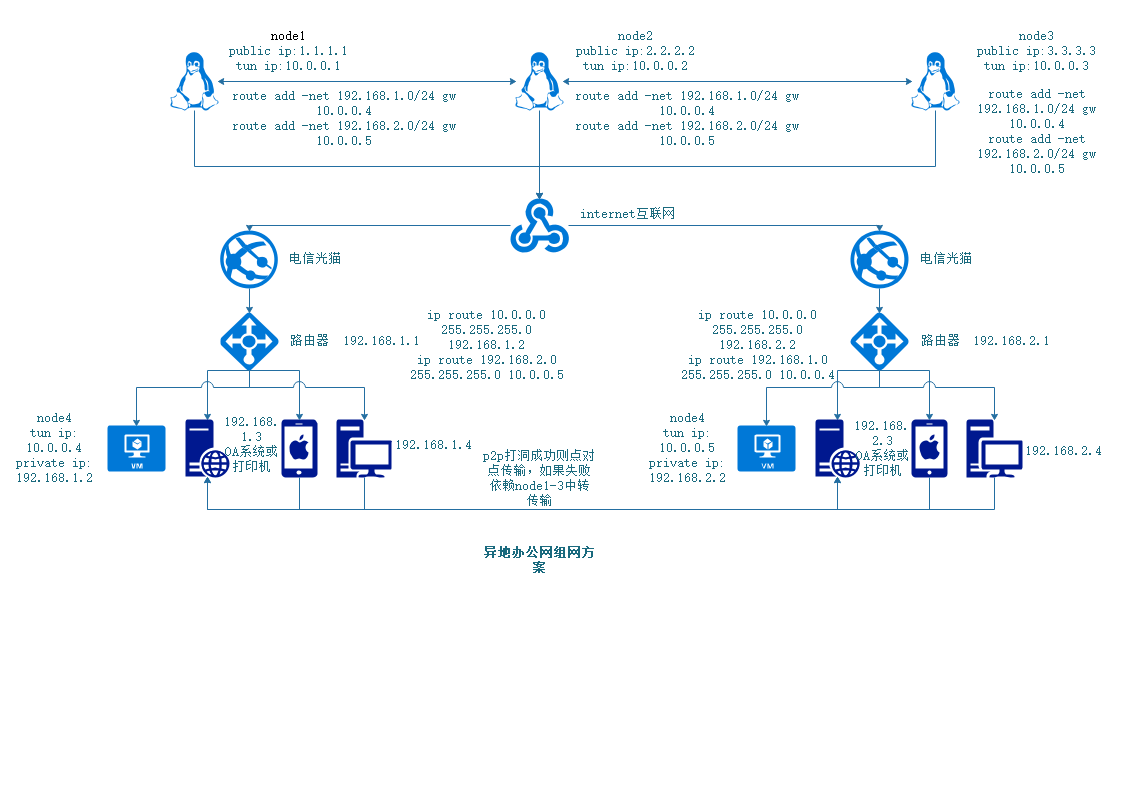 node1
public ip:1.1.1.1
tun ip:10.0.0.1
node2
public ip:2.2.2.2
tun ip:10.0.0.2
node3
public ip:3.3.3.3
tun ip:10.0.0.3
route add -net 192.168.1.0/24 gw
10.0.0.4
route add -net 192.168.2.0/24 gw
10.0.0.5
route add -net 192.168.1.0/24 gw
10.0.0.4
route add -net 192.168.2.0/24 gw
10.0.0.5
route add -net
192.168.1.0/24 gw
10.0.0.4
route add -net
192.168.2.0/24 gw
10.0.0.5
internet互联网
电信光猫
电信光猫
路由器 192.168.1.1
ip route 10.0.0.0
255.255.255.0
192.168.1.2
ip route 192.168.2.0
255.255.255.0 10.0.0.5
ip route 10.0.0.0
255.255.255.0
192.168.2.2
ip route 192.168.1.0
255.255.255.0 10.0.0.4
路由器 192.168.2.1
node4
tun ip:
10.0.0.4
private ip:
192.168.1.2
VM
192.168.
1.3
OA系统或
打印机
192.168.1.4
p2p打洞成功则点对
点传输，如果失败
依赖node1-3中转
传输
node4
tun ip:
10.0.0.5
private ip:
192.168.2.2
VM
192.168.
2.3
OA系统或
打印机
192.168.2.4
异地办公网组网方
案